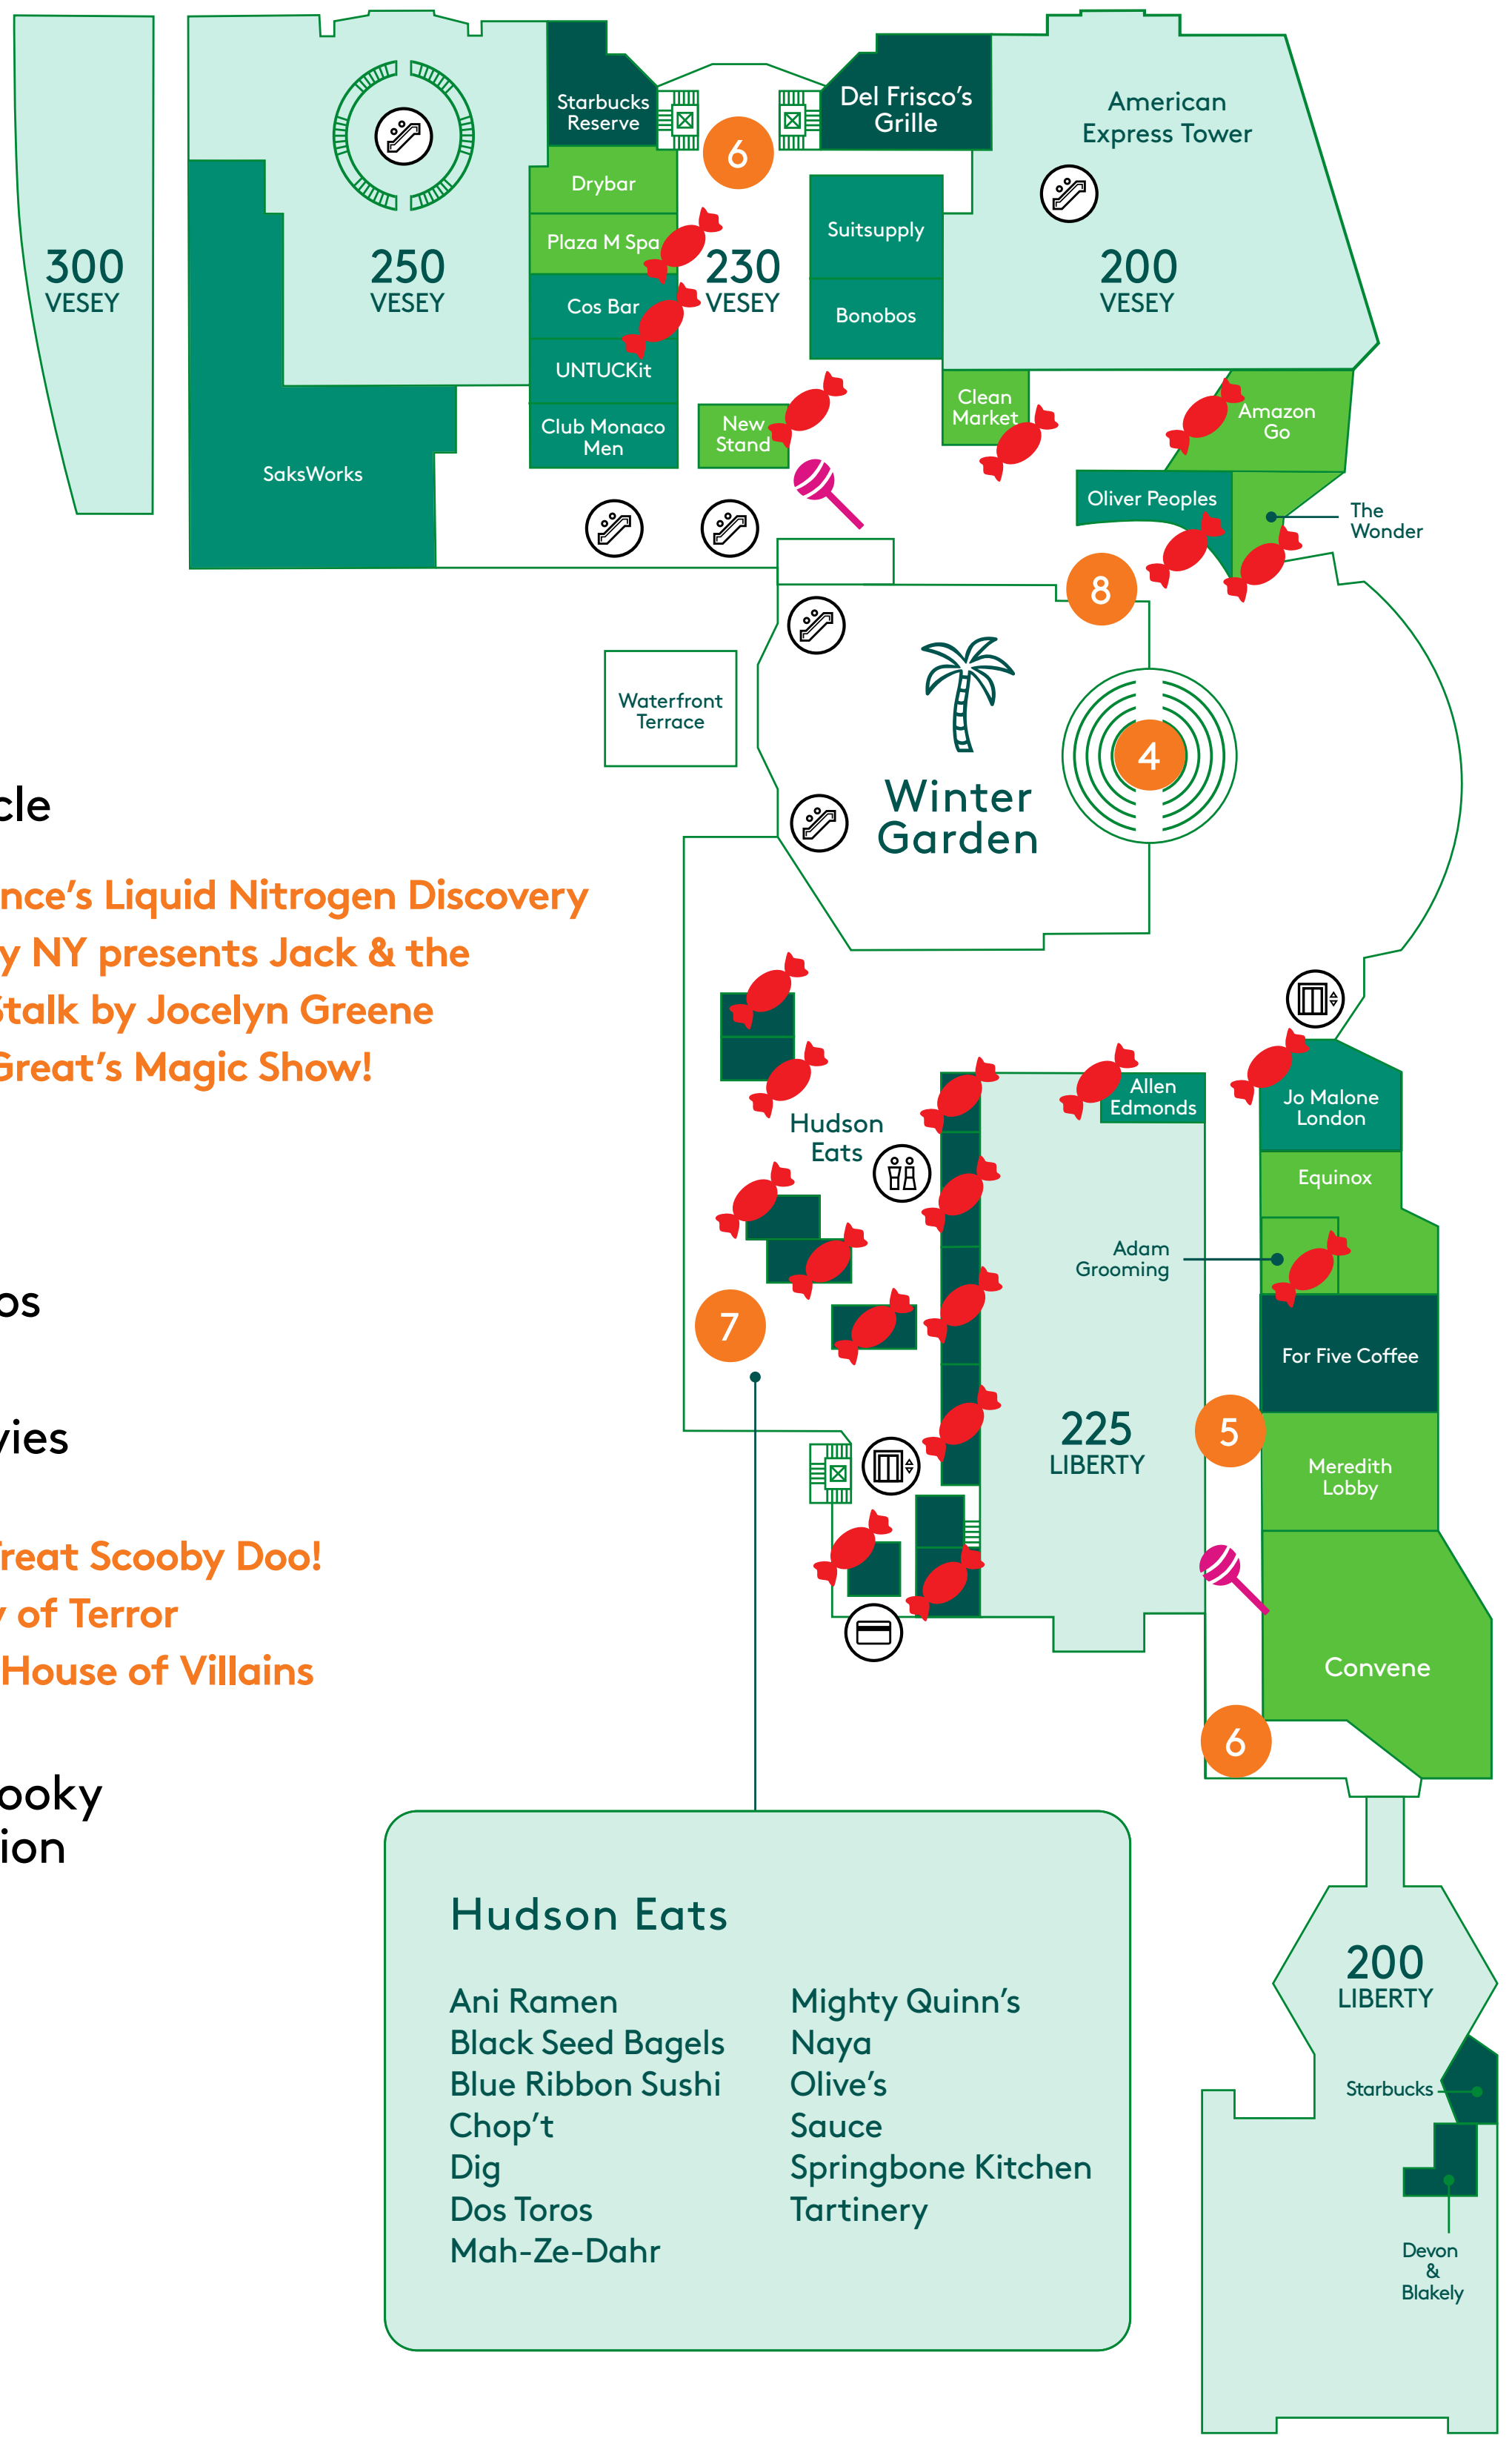 Starbucks
Reserve
Del Frisco's
Grille
American
Express Tower
6
Drybar
Plaza M Spa
Suitsupply
300
VESEY
250
VESEY
230
VESEY
200
VESEY
Cos Bar
Bonobos
UNTUCKit
Club Monaco
Men
New
Stand
Clean
Market
Amazon
Go
SaksWorks
Oliver Peoples
The
Wonder
8
Waterfront
Terrace
4
Winter
Garden
cle
nce's Liquid Nitrogen Discovery
y NY presents Jack & the
Stalk by Jocelyn Greene
Great's Magic Show!
Hudson
Eats
Allen
Edmonds
Jo Malone
London
Equinox
Adam
Grooming
os
7
For Five Coffee
vies
225
LIBERTY
5
Meredith
Lobby
Treat Scooby Doo!
y of Terror
House of Villains
Convene
6
ooky
ion
Hudson Eats
Ani Ramen
Black Seed Bagels
Blue Ribbon Sushi
Chop't
Dig
Dos Toros
Mah-Ze-Dahr
Mighty Quinn's
Naya
Olive's
Sauce
Springbone Kitchen
Tartinery
200
LIBERTY
Starbucks
Devon
&
Blakely